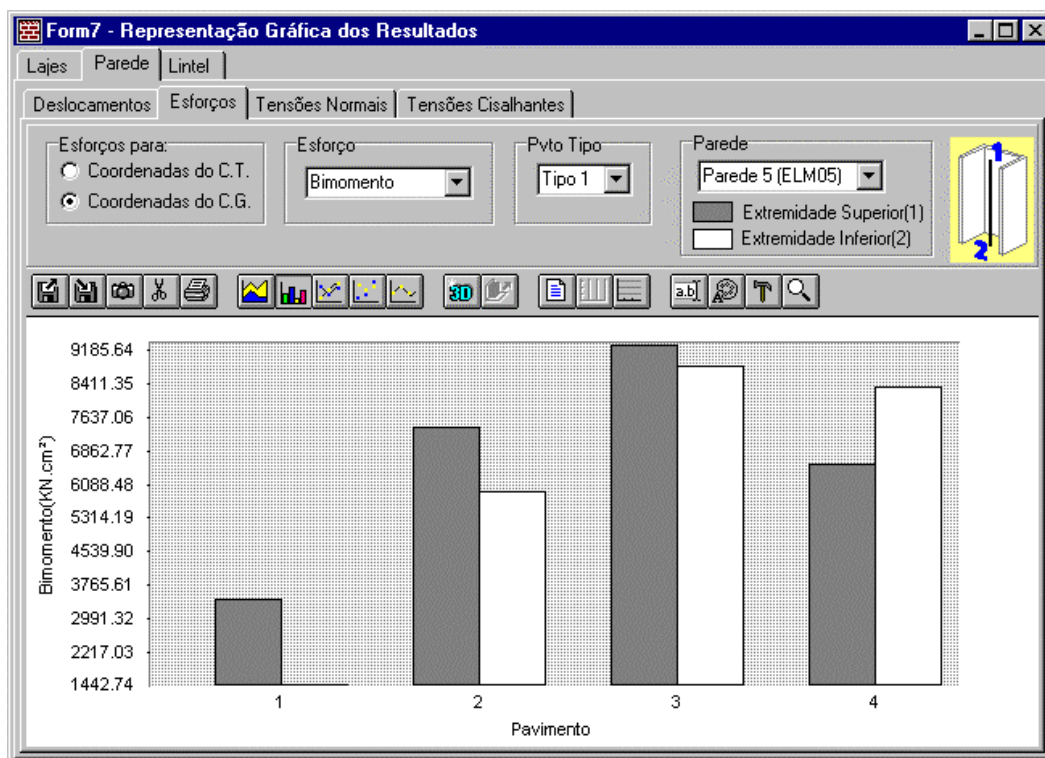 Form7 - Representação Gráfica dos Resultados
Lajes Parede Lintel
Deslocamentos Esforços Tensões Normais Tensões Cisalhantes
Esforços para: Esforço Pvto Tipo Parede
Coordenadas do C.T. Bimomento Tipo 1 Parede 5 (ELM05)
Coordenadas do C.G.
Extremidade Superior(1)
Extremidade Inferior(2)
1
2
3D a.b
9185.64
8411.35
7637.06
6862.77
6088.48
5314.19
4539.90
3765.61
2991.32
2217.03
1442.74
Bimomento(KN.cm²)
1 2 3 4
Pavimento